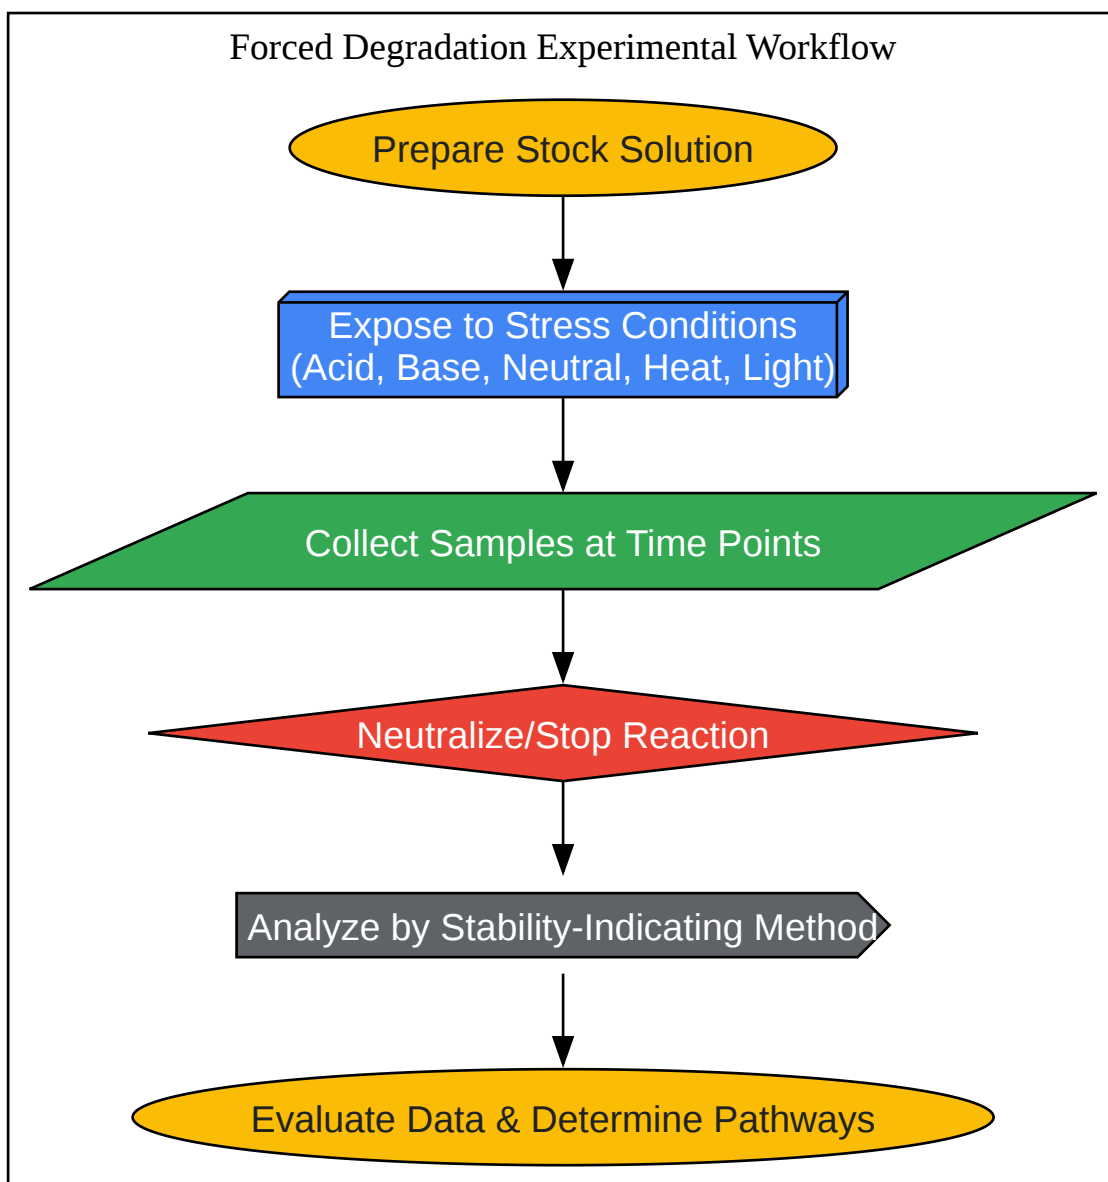 Forced Degradation Experimental Workflow
Prepare Stock Solution
Expose to Stress Conditions
(Acid, Base, Neutral, Heat, Light)
Collect Samples at Time Points
Neutralize/Stop Reaction
Analyze by Stability-Indicating Method
Evaluate Data & Determine Pathways